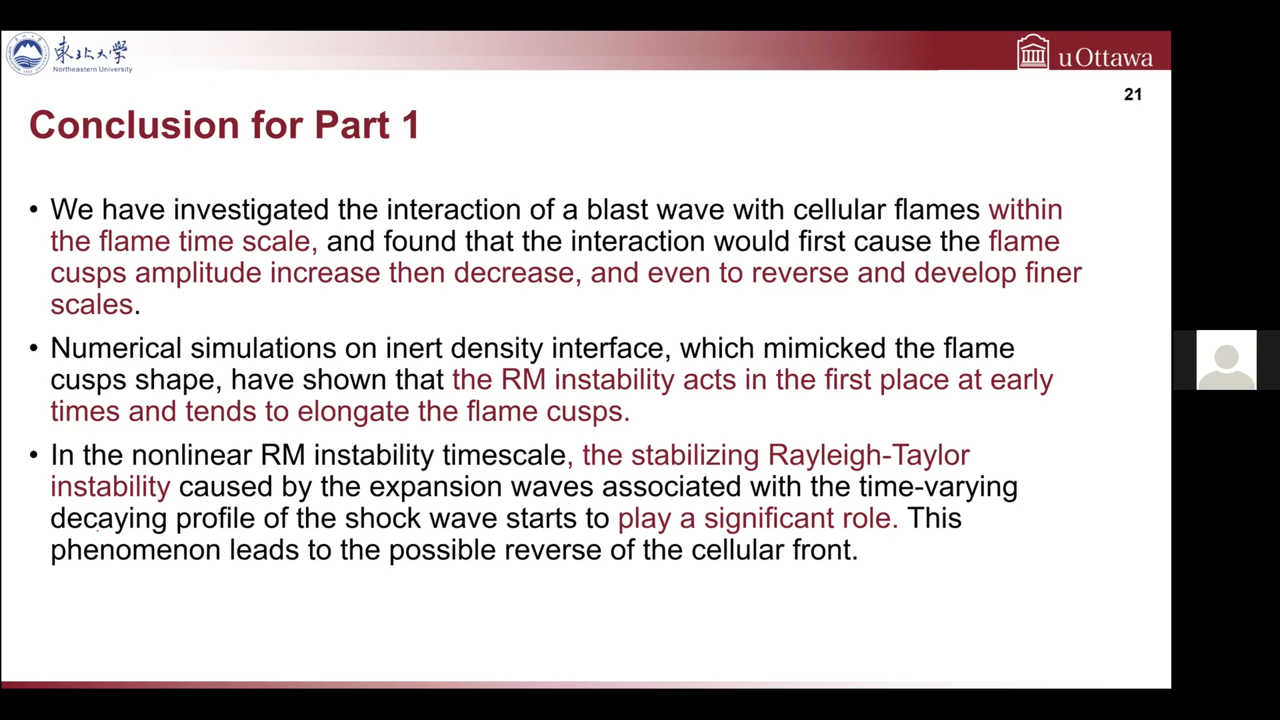 东北大学
Northeastern University
uOttawa
21
Conclusion for Part 1
• We have investigated the interaction of a blast wave with cellular flames within
the flame time scale, and found that the interaction would first cause the flame
cusps amplitude increase then decrease, and even to reverse and develop finer
scales.
• Numerical simulations on inert density interface, which mimicked the flame
cusps shape, have shown that the RM instability acts in the first place at early
times and tends to elongate the flame cusps.
• In the nonlinear RM instability timescale, the stabilizing Rayleigh-Taylor
instability caused by the expansion waves associated with the time-varying
decaying profile of the shock wave starts to play a significant role. This
phenomenon leads to the possible reverse of the cellular front.